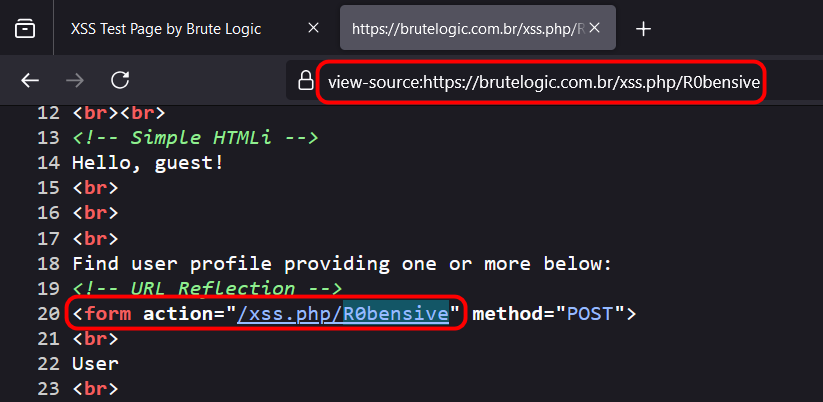 XSS Test Page by Brute Logic
https://brutelogic.com.br/xss.php/R
view-source:https://brutelogic.com.br/xss.php/R0bensive
12 <br><br>
13 <!-- Simple HTMLi -->
14 Hello, guest!
15 <br>
16 <br>
17 <br>
18 Find user profile providing one or more below:
19 <!-- URL Reflection -->
20 <form action="/xss.php/R0bensive" method="POST">
21 <br>
22 User
23 <br>